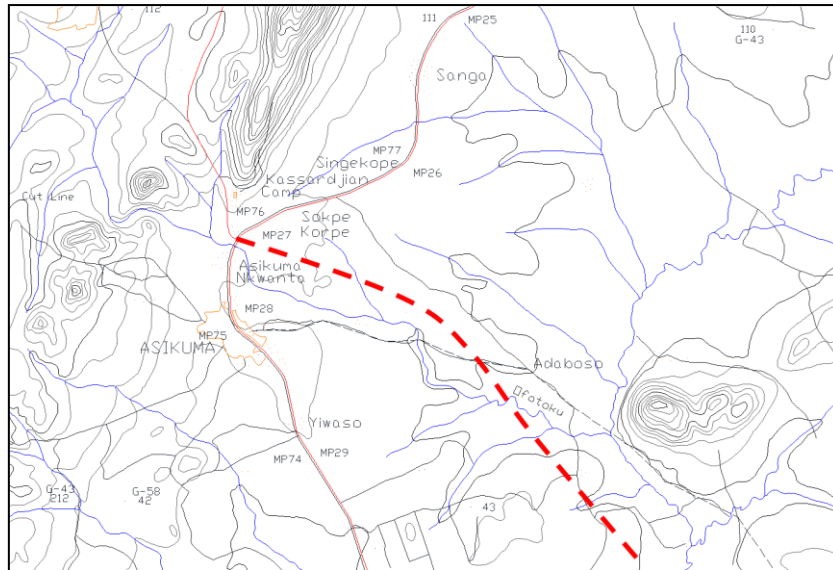 112
111
MP25
110
G-43
Sanga
MP77
Singekope
MP26
Kassardjian
Camp
Cut Line
MP76
Sakpe
Korpe
MP27
Asikuma
Nkwanta
MP28
MP75
ASIKUMA
Adaboso
Ofotoku
Yiwaso
MP74
MP29
G-43
212
G-58
42
43